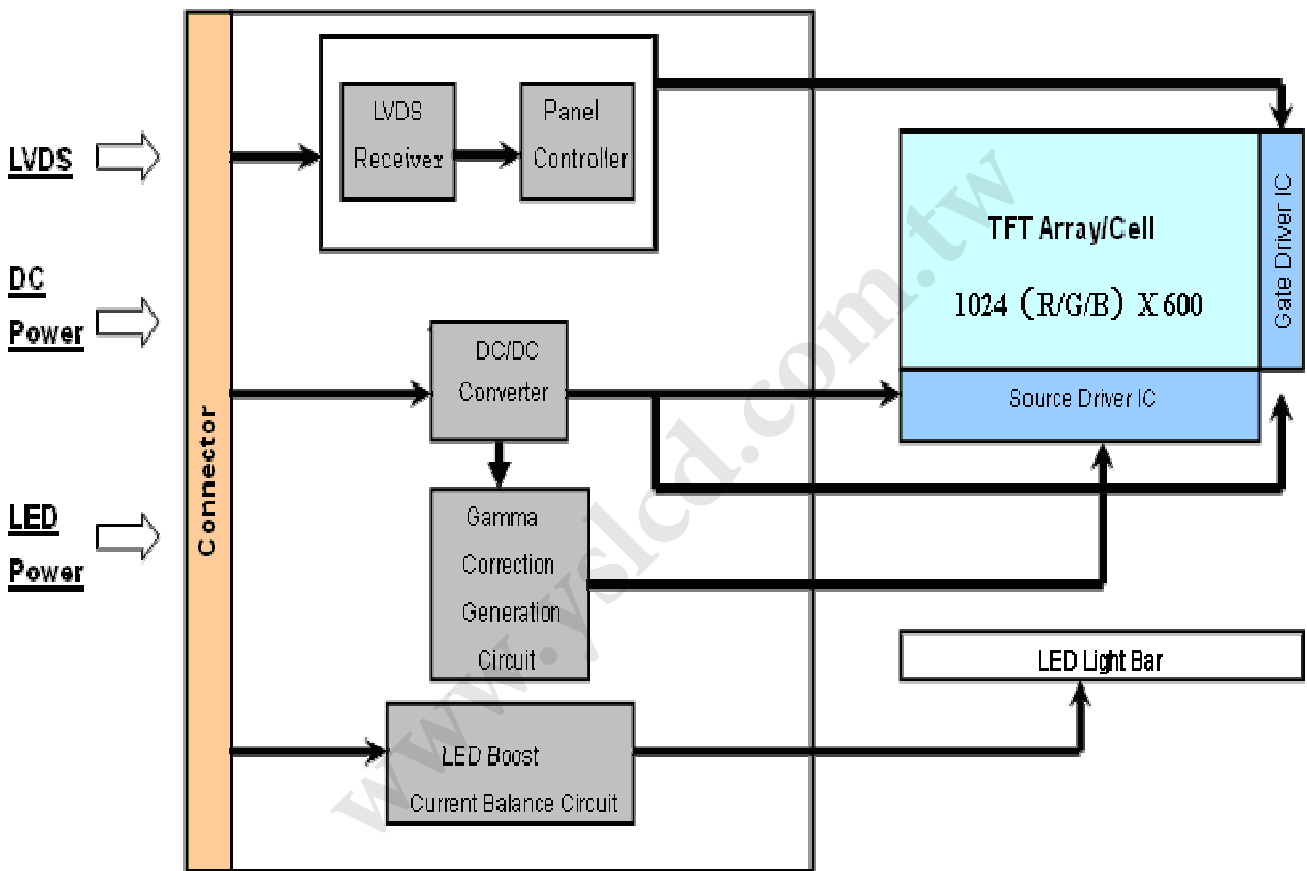 LVDS
DC
Power
LED
Power
Connector
LVDS
Receiver
Panel
Controller
DC/DC
Converter
Gamma
Correction
Generation
Circuit
LED Boost
Current Balance Circuit
TFT Array/Cell
1024 (R/G/B) X 600
Gate Driver IC
Source Driver IC
LED Light Bar
www.yslcd.com.tw